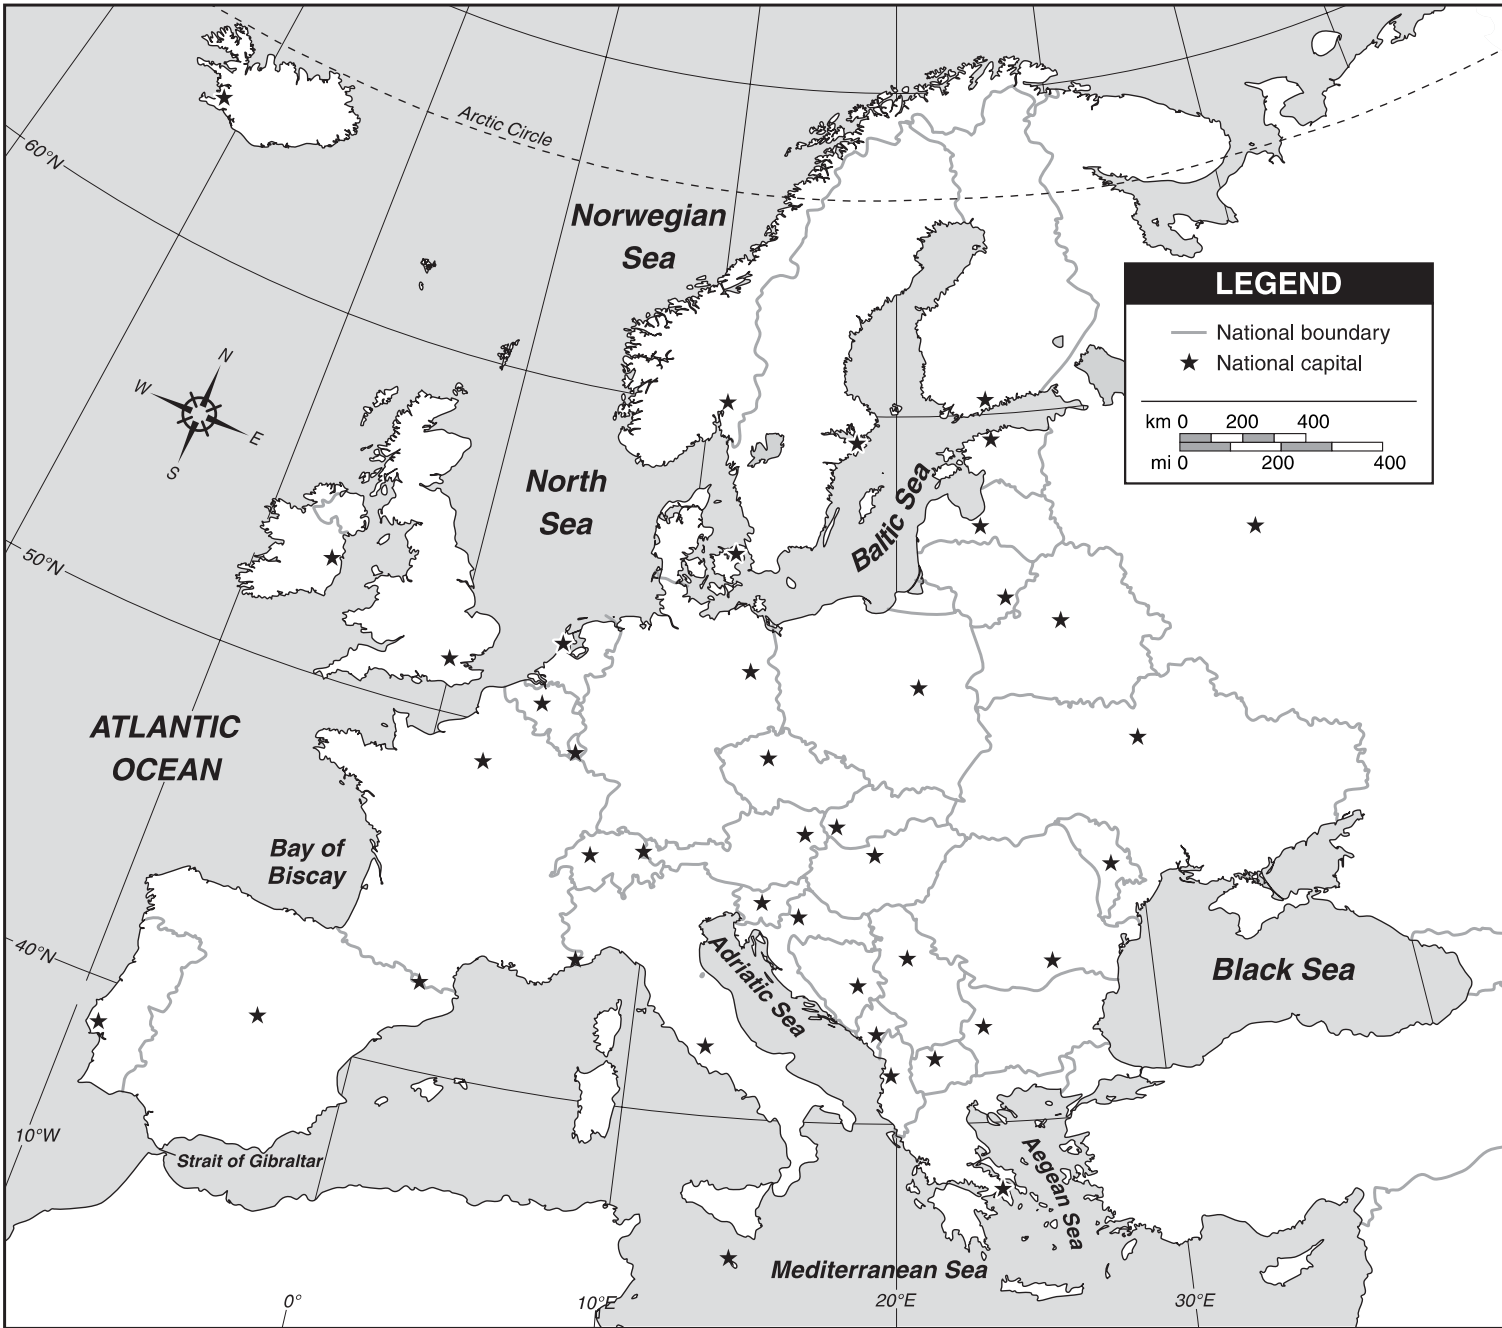 Arctic Circle
60°N
Norwegian
Sea
LEGEND
National boundary
National capital
km 0 200 400
mi 0 200 400
N
W
E
S
North
Sea
Baltic Sea
50°N
ATLANTIC
OCEAN
Bay of
Biscay
40°N
Adriatic Sea
Black Sea
10°W
Strait of Gibraltar
Aegean Sea
Mediterranean Sea
0°
10°E
20°E
30°E